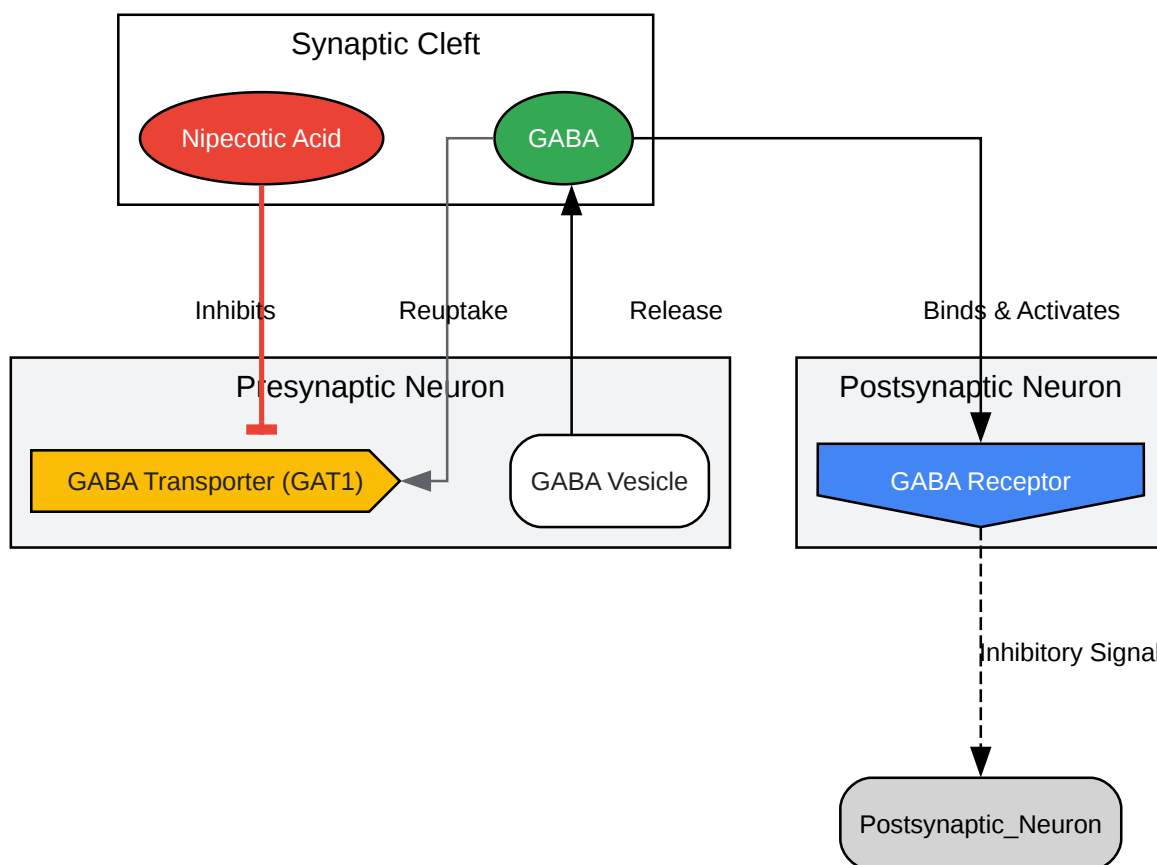 Synaptic Cleft
Nipecotic Acid
GABA
Inhibits
Reuptake
Release
Binds & Activates
Presynaptic Neuron
Postsynaptic Neuron
GABA Transporter (GAT1)
GABA Vesicle
GABA Receptor
Inhibitory Signal
Postsynaptic_Neuron